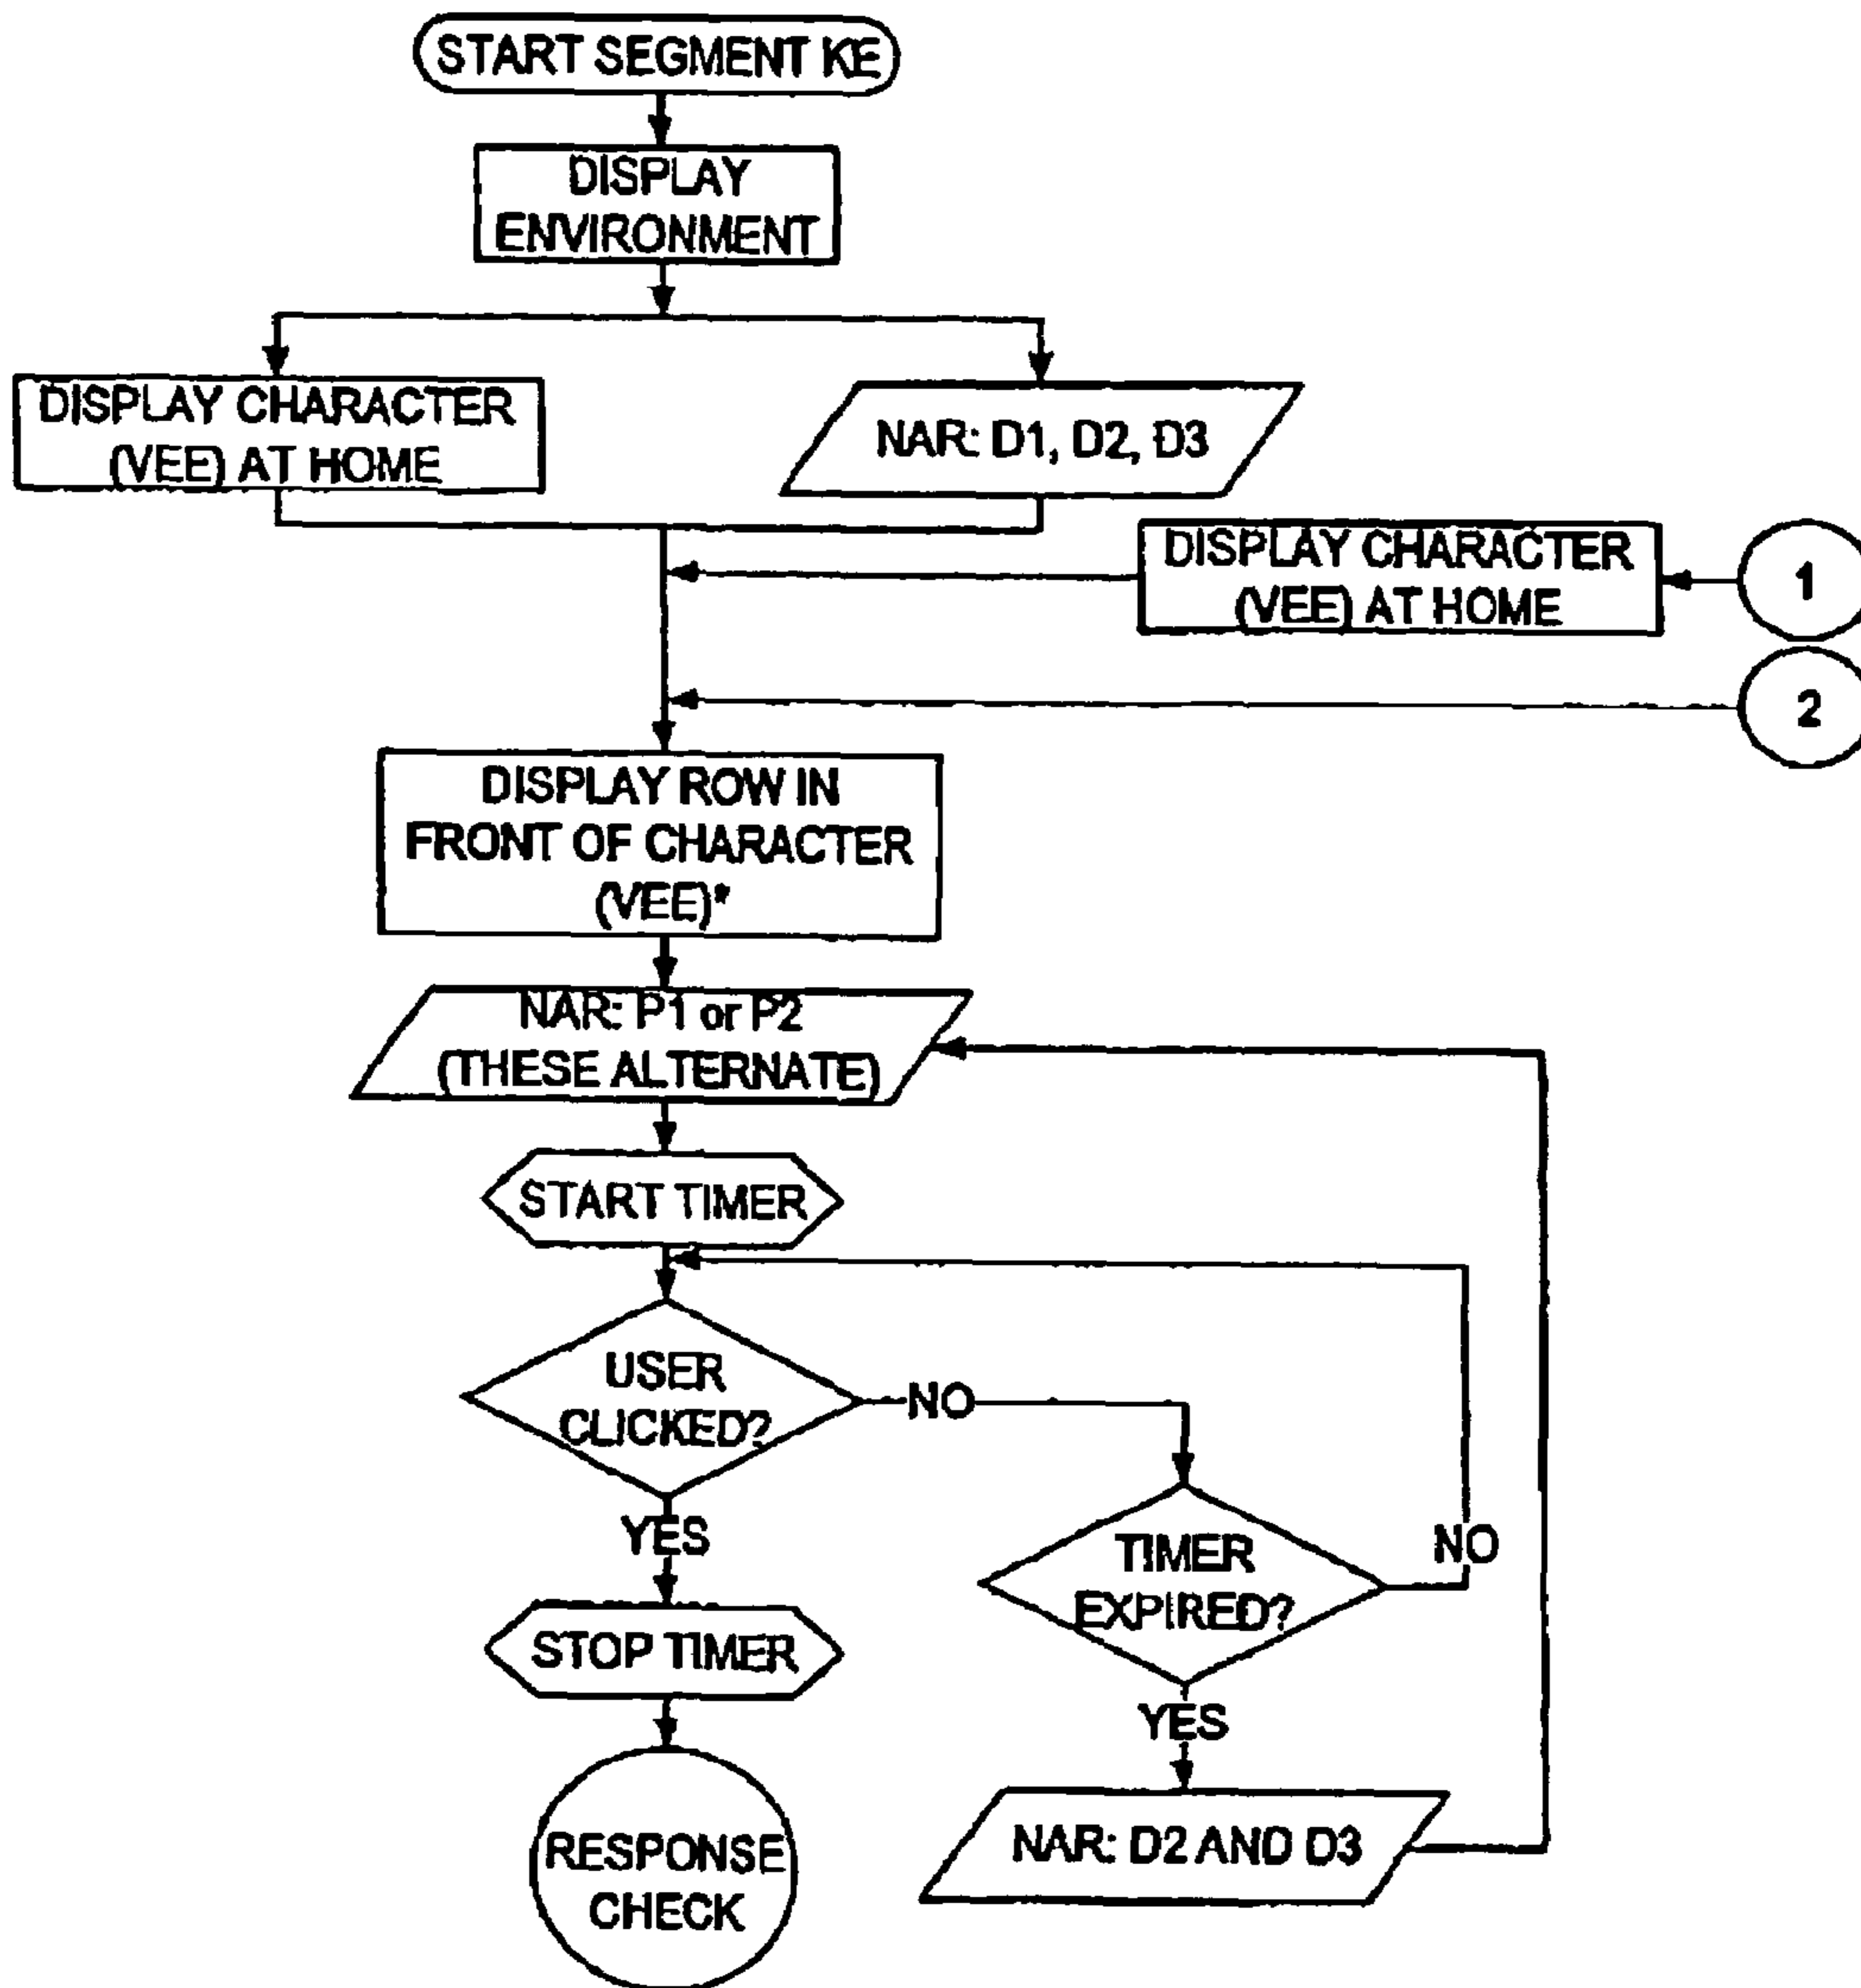 START SEGMENT KE
DISPLAY
ENVIRONMENT
DISPLAY CHARACTER
(VEE) AT HOME
NAR: D1, D2, D3
DISPLAY CHARACTER
(VEE) AT HOME
1
2
DISPLAY ROW IN
FRONT OF CHARACTER
(VEE)*
NAR: P1 or P2
(THESE ALTERNATE)
START TIMER
USER
CLICKED?
NO
YES
TIMER
EXPIRED?
NO
STOP TIMER
YES
RESPONSE
CHECK
NAR: D2 AND D3